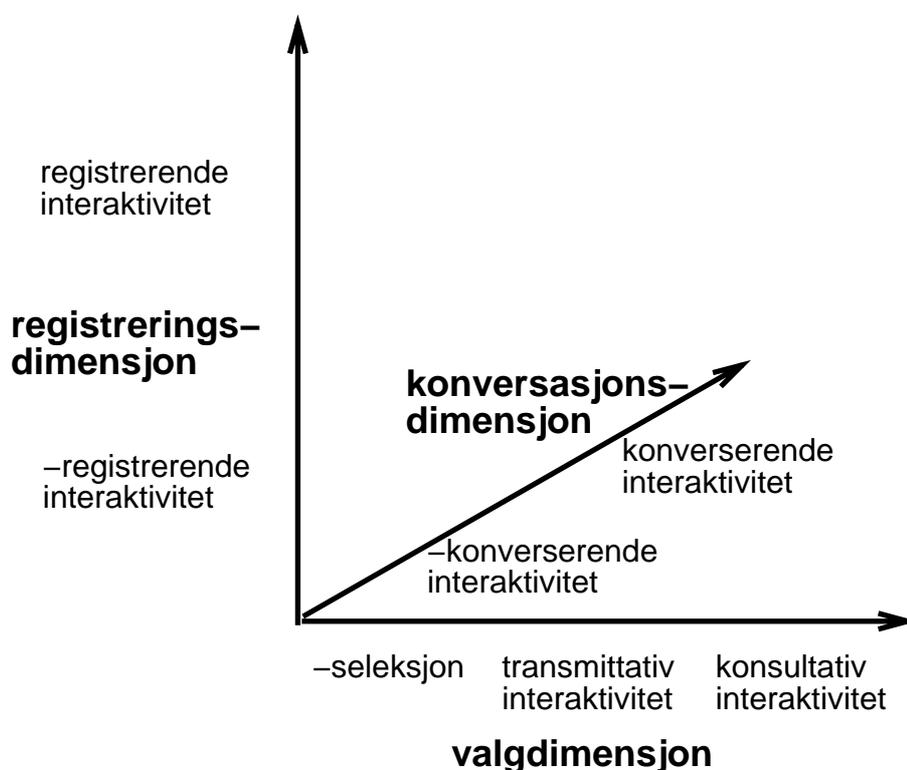 registrerende
interaktivitet
registrerings–
dimensjon
konversasjons–
dimensjon
konverserende
interaktivitet
–registrerende
interaktivitet
–konverserende
interaktivitet
–seleksjon
transmittativ
interaktivitet
konsultativ
interaktivitet
valgdimensjon